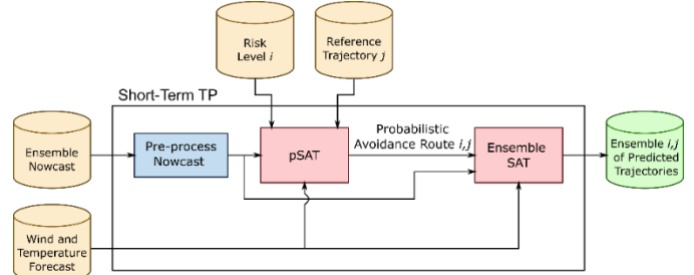 Risk
Level i
Reference
Trajectory j
Short-Term TP
Ensemble
Nowcast
Pre-process
Nowcast
pSAT
Probabilistic
Avoidance Route i,j
Ensemble
SAT
Ensemble i,j
of Predicted
Trajectories
Wind and
Temperature
Forecast